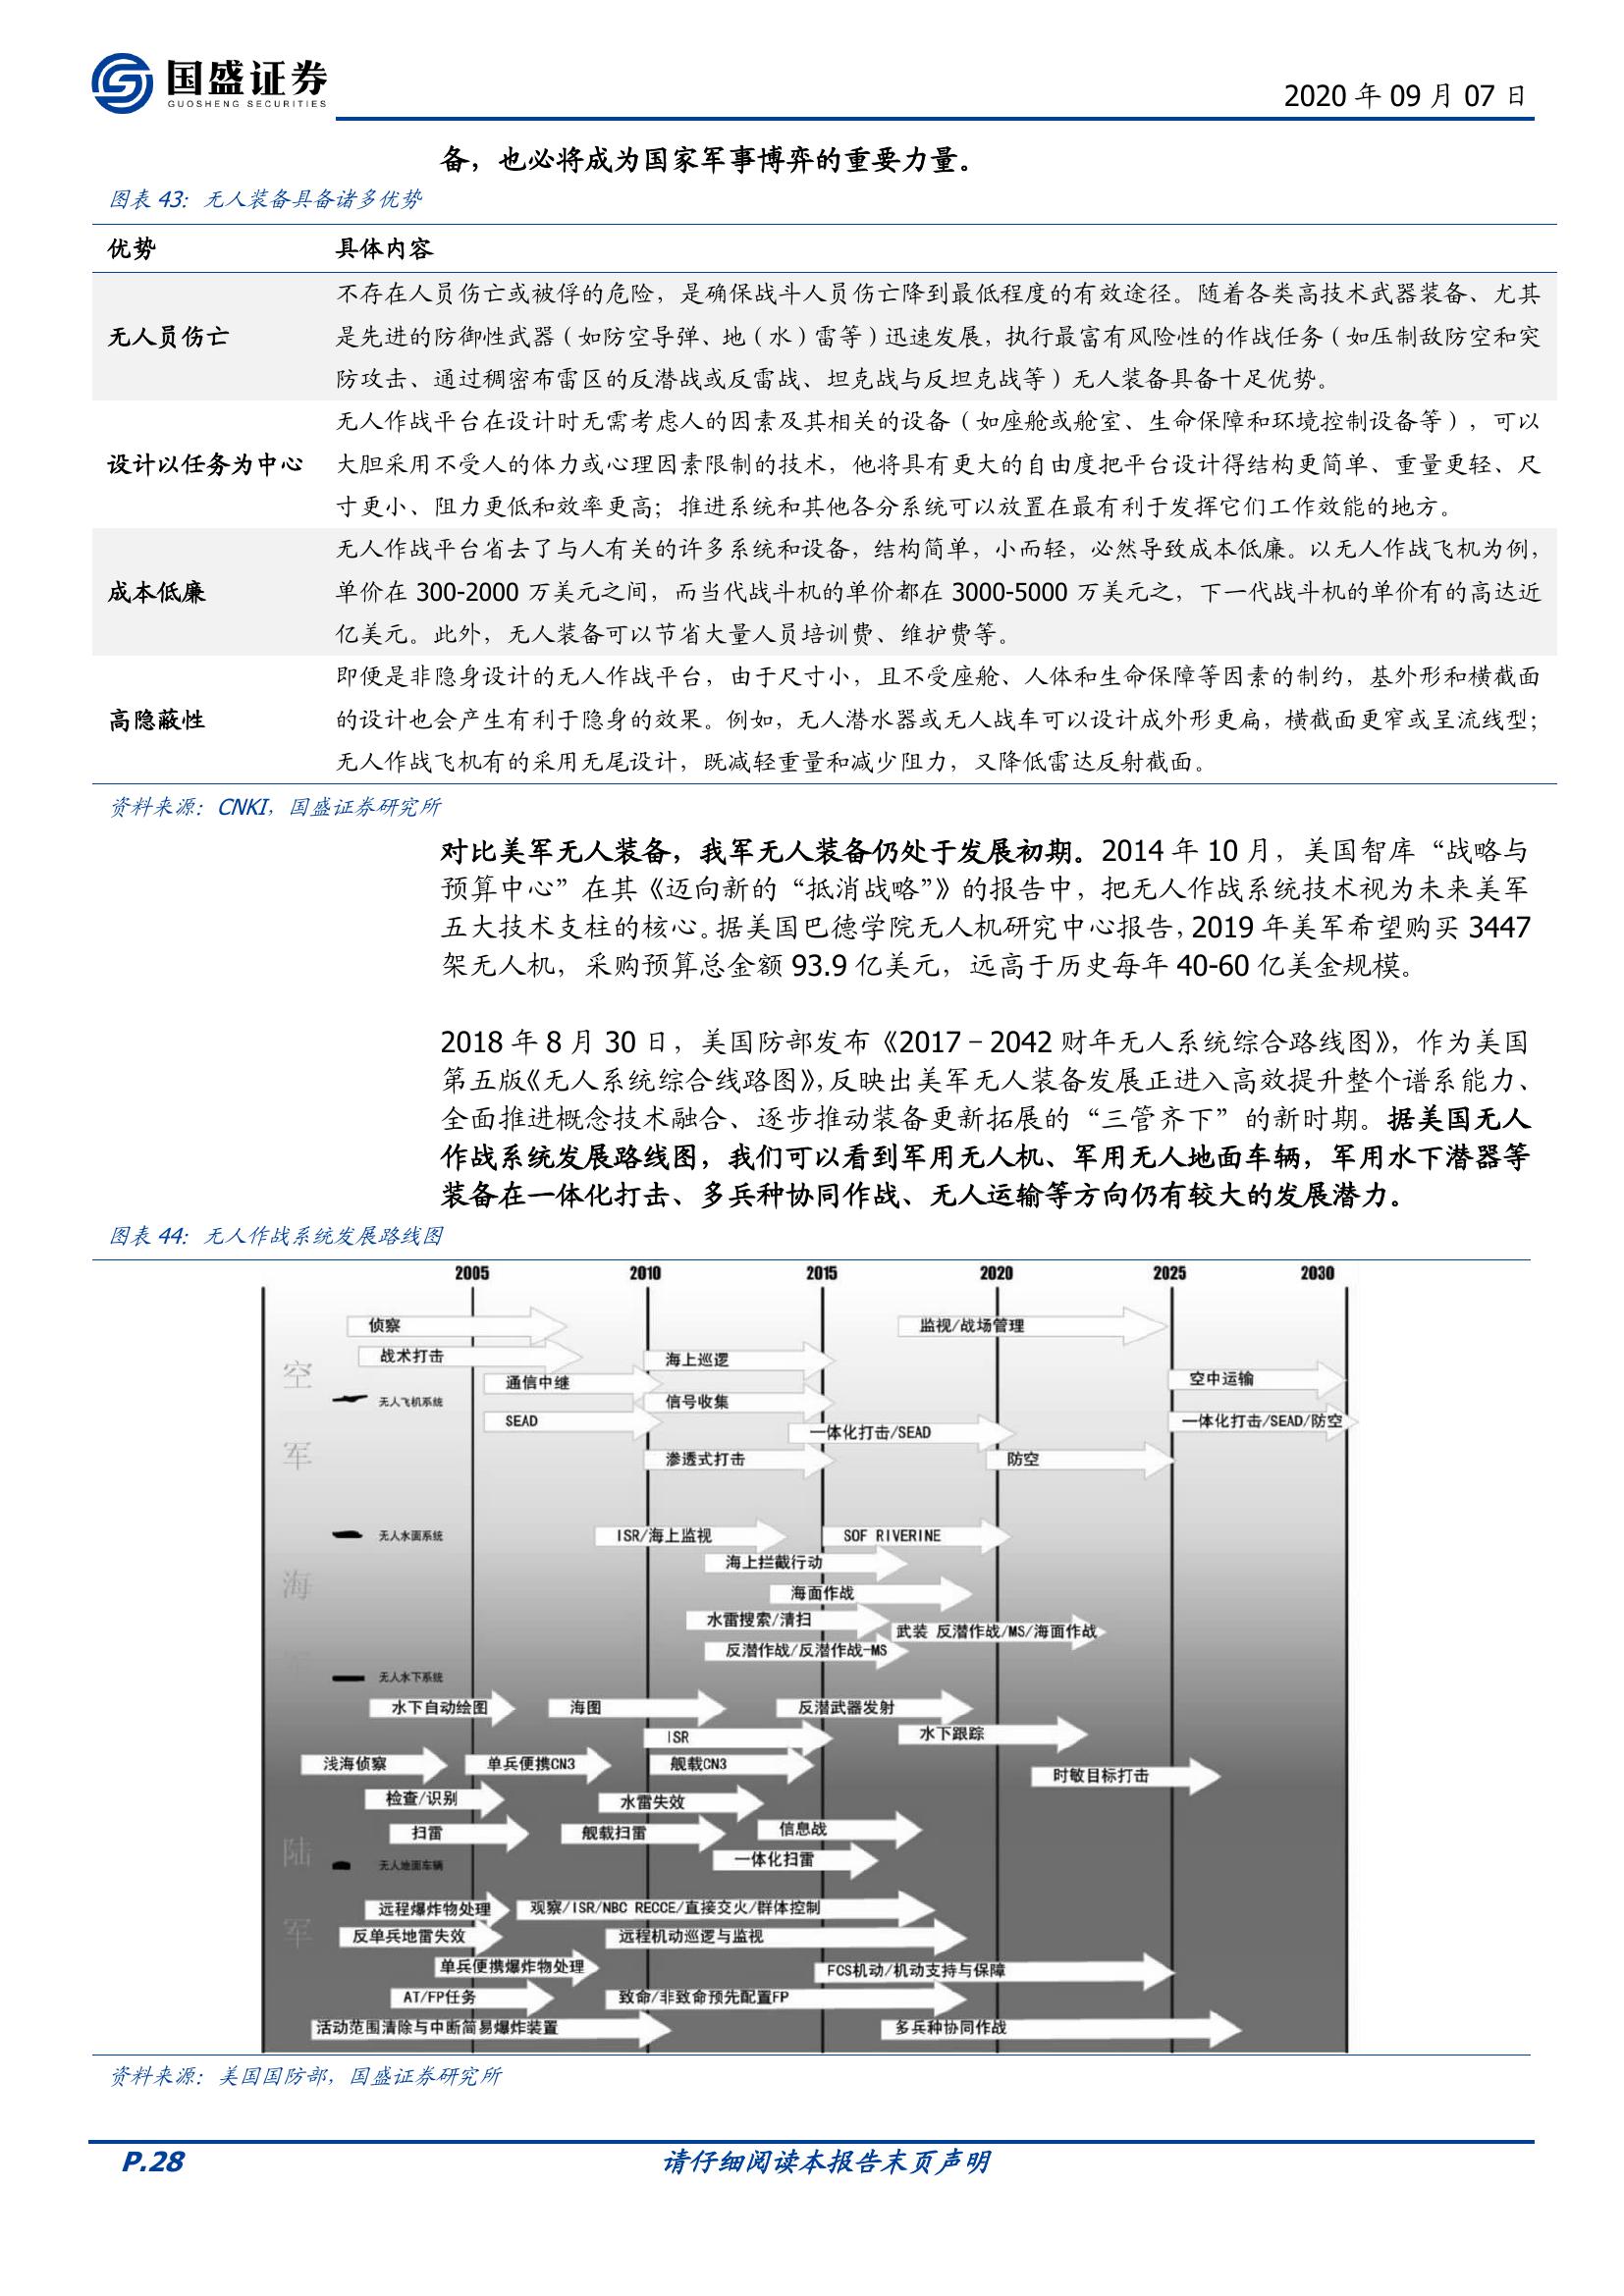 国盛证券
GUOSHENG SECURITIES
2020 年 09 月 07 日
备，也必将成为国家军事博弈的重要力量。
图表 43：无人装备具备诸多优势
优势 具体内容
无人员伤亡
不存在人员伤亡或被俘的危险，是确保战斗人员伤亡降到最低程度的有效途径。随着各类高技术武器装备、尤其
是先进的防御性武器（如防空导弹、地（水）雷等）迅速发展，执行最富有风险性的作战任务（如压制敌防空和突
防攻击、通过稠密布雷区的反潜战或反雷战、坦克战与反坦克战等）无人装备具备十足优势。
设计以任务为中心
无人作战平台在设计时无需考虑人的因素及其相关的设备（如座舱或舱室、生命保障和环境控制设备等），可以
大胆采用不受人的体力或心理因素限制的技术，他将具有更大的自由度把平台设计得结构更简单、重量更轻、尺
寸更小、阻力更低和效率更高；推进系统和其他各分系统可以放置在最有利于发挥它们工作效能的地方。
成本低廉
无人作战平台省去了与人有关的许多系统和设备，结构简单，小而轻，必然导致成本低廉。以无人作战飞机为例，
单价在 300-2000 万美元之间，而当代战斗机的单价都在 3000-5000 万美元之，下一代战斗机的单价有的高达近
亿美元。此外，无人装备可以节省大量人员培训费、维护费等。
高隐蔽性
即便是非隐身设计的无人作战平台，由于尺寸小，且不受座舱、人体和生命保障等因素的制约，基外形和横截面
的设计也会产生有利于隐身的效果。例如，无人潜水器或无人战车可以设计成外形更扁，横截面更窄或呈流线型；
无人作战飞机有的采用无尾设计，既减轻重量和减少阻力，又降低雷达反射截面。
资料来源：CNKI，国盛证券研究所
对比美军无人装备，我军无人装备仍处于发展初期。2014 年 10 月，美国智库“战略与
预算中心”在其《迈向新的“抵消战略”》的报告中，把无人作战系统技术视为未来美军
五大技术支柱的核心。据美国巴德学院无人机研究中心报告，2019 年美军希望购买 3447
架无人机，采购预算总金额 93.9 亿美元，远高于历史每年 40-60 亿美金规模。
2018 年 8 月 30 日，美国防部发布《2017－2042 财年无人系统综合路线图》，作为美国
第五版《无人系统综合线路图》，反映出美军无人装备发展正进入高效提升整个谱系能力、
全面推进概念技术融合、逐步推动装备更新拓展的“三管齐下”的新时期。据美国无人
作战系统发展路线图，我们可以看到军用无人机、军用无人地面车辆，军用水下潜器等
装备在一体化打击、多兵种协同作战、无人运输等方向仍有较大的发展潜力。
图表 44：无人作战系统发展路线图
2005 2010 2015 2020 2025 2030
侦察 监视/战场管理
战术打击 海上巡逻
空
通信中继 空中运输
无人飞机系统 信号收集
SEAD 一体化打击/SEAD 一体化打击/SEAD/防空
军 渗透式打击 防空
无人水面系统 ISR/海上监视 SOF RIVERINE
海上拦截行动
海 海面作战
水雷搜索/清扫 武装 反潜作战/MS/海面作战
反潜作战/反潜作战-MS
军
无人水下系统
水下自动绘图 海图 反潜武器发射
ISR 水下跟踪
浅海侦察 单兵便携CN3 舰载CN3 时敏目标打击
检查/识别 水雷失效
扫雷 舰载扫雷 信息战
陆 一体化扫雷
无人地面车辆
远程爆炸物处理 观察/ISR/NBC RECCE/直接交火/群体控制
军 反单兵地雷失效 远程机动巡逻与监视
单兵便携爆炸物处理 FCS机动/机动支持与保障
AT/FP任务 致命/非致命预先配置FP
活动范围清除与中断简易爆炸装置 多兵种协同作战
资料来源：美国国防部，国盛证券研究所
P.28 请仔细阅读本报告末页声明